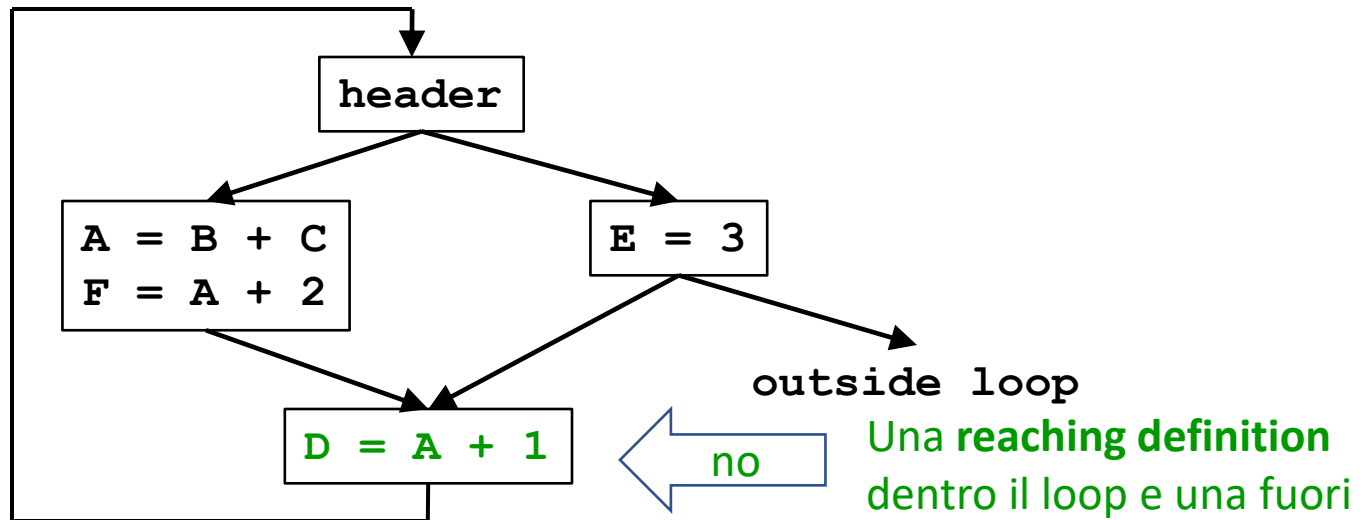 header
A = B + C
F = A + 2
E = 3
outside loop
D = A + 1
no
Una reaching definition
dentro il loop e una fuori